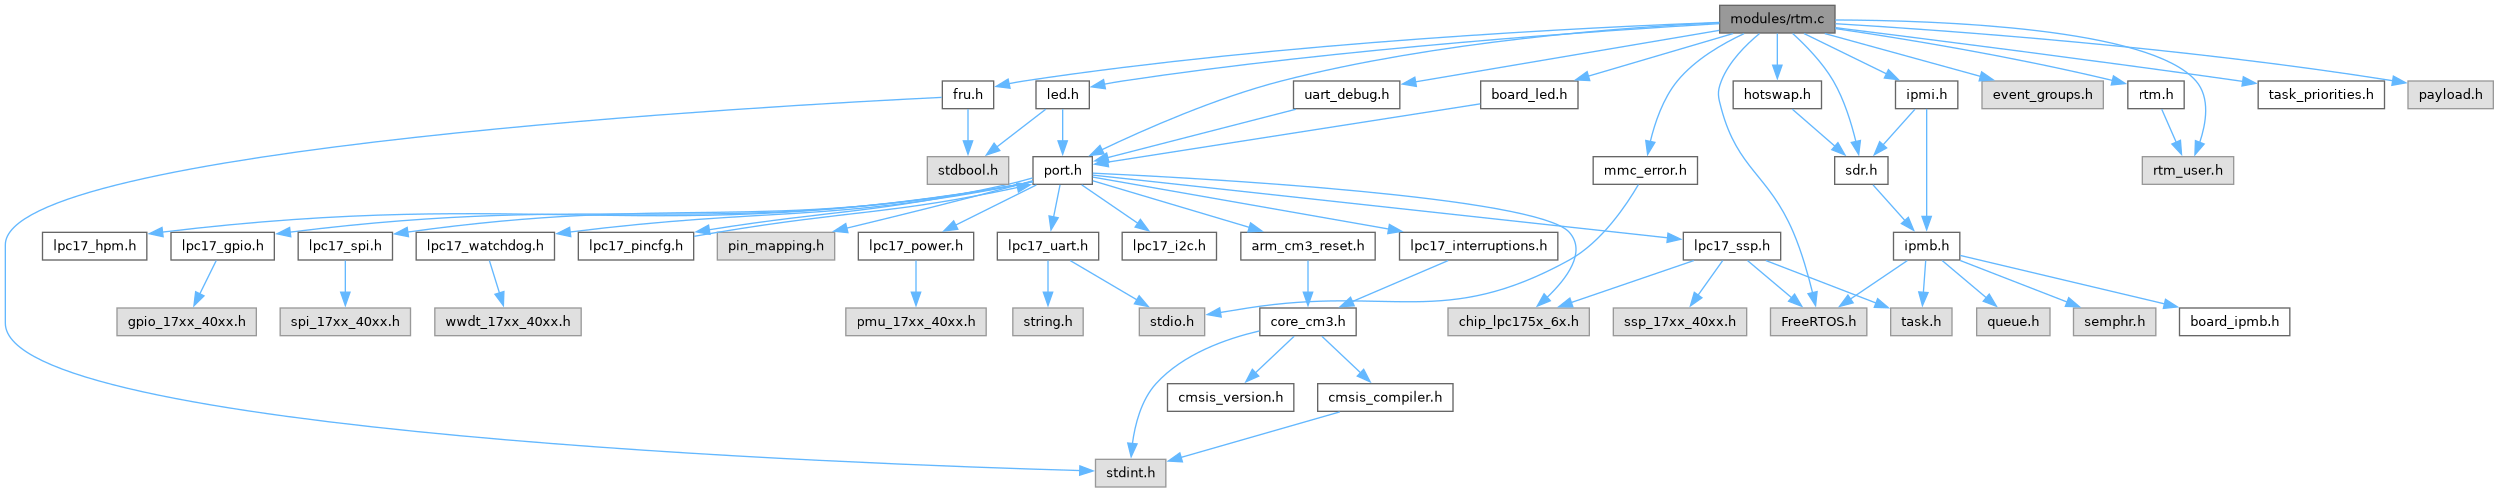 modules/rtm.c
fru.h
led.h
uart_debug.h
board_led.h
hotswap.h
ipmi.h
event_groups.h
rtm.h
task_priorities.h
payload.h
stdbool.h
port.h
mmc_error.h
sdr.h
rtm_user.h
lpc17_hpm.h
lpc17_gpio.h
lpc17_spi.h
lpc17_watchdog.h
lpc17_pincfg.h
pin_mapping.h
lpc17_power.h
lpc17_uart.h
lpc17_i2c.h
arm_cm3_reset.h
lpc17_interruptions.h
lpc17_ssp.h
ipmb.h
gpio_17xx_40xx.h
spi_17xx_40xx.h
wwdt_17xx_40xx.h
pmu_17xx_40xx.h
string.h
stdio.h
core_cm3.h
chip_lpc175x_6x.h
ssp_17xx_40xx.h
FreeRTOS.h
task.h
queue.h
semphr.h
board_ipmb.h
cmsis_version.h
cmsis_compiler.h
stdint.h